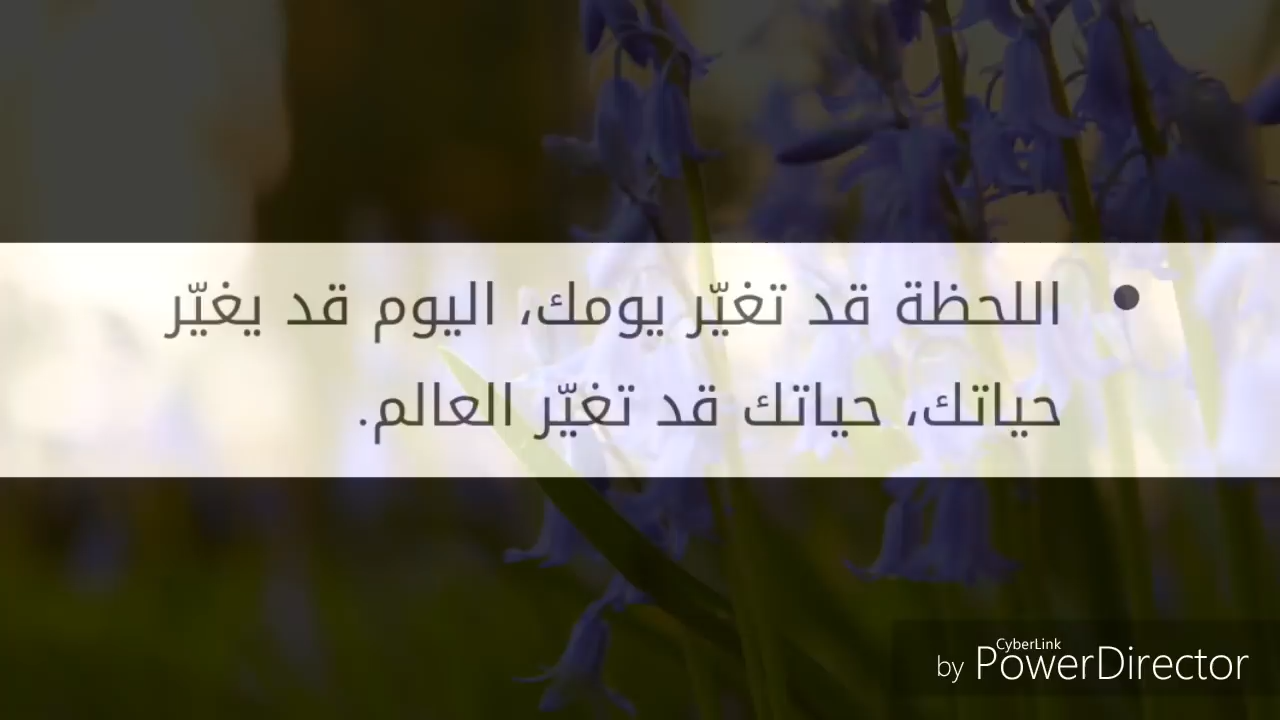 • اللحظة قد تغيّر يومك، اليوم قد يغيّر
حياتك، حياتك قد تغيّر العالم.
CyberLink
by PowerDirector